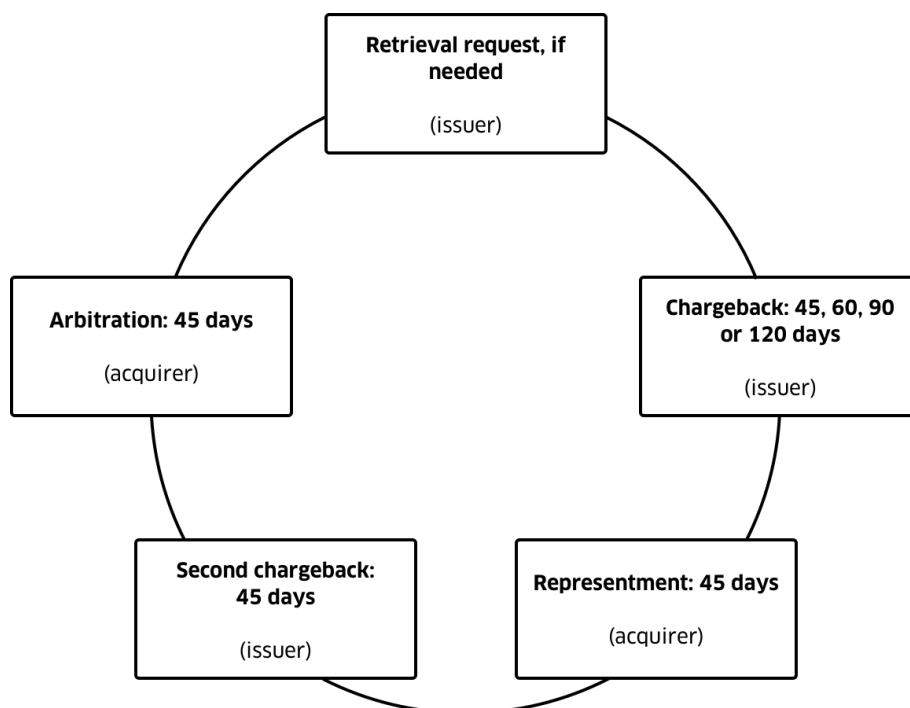 Retrieval request, if
needed
(issuer)
Chargeback: 45, 60, 90
or 120 days
(issuer)
Representment: 45 days
(acquirer)
Second chargeback:
45 days
(issuer)
Arbitration: 45 days
(acquirer)